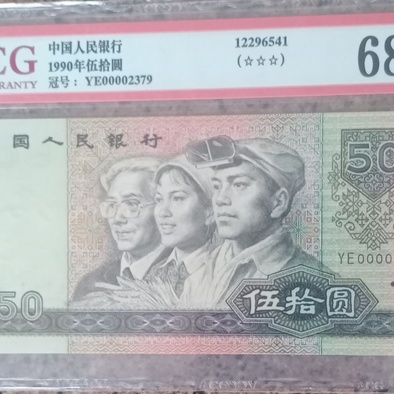 CG
RRANTY
中国人民银行
1990年伍拾圆
冠号：YE00002379
12296541
(☆☆☆)
68
国人民银行
50
YE0000
50
伍拾圆